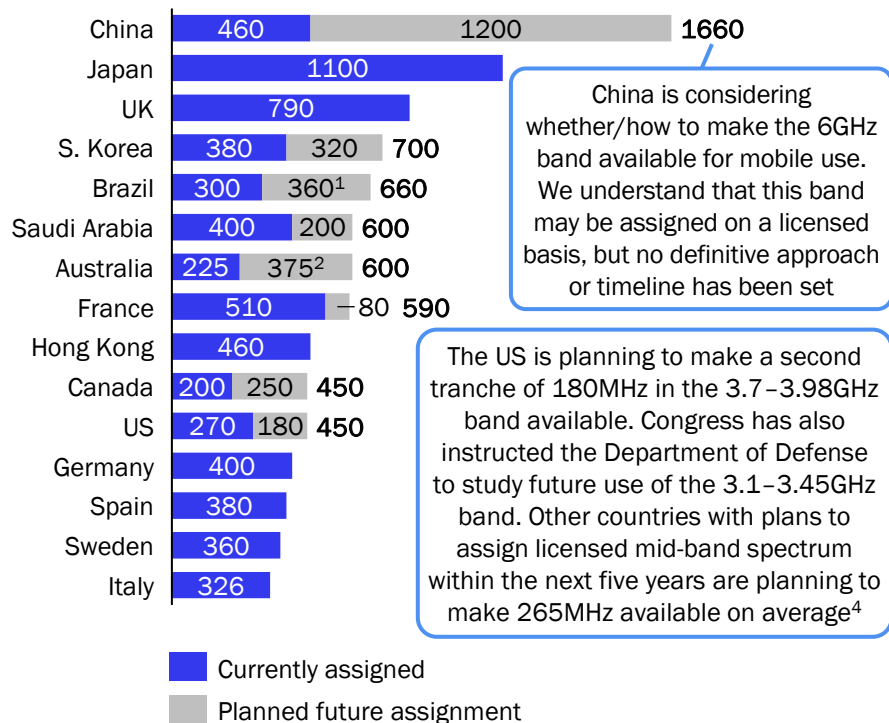 China 460 1200 1660
Japan 1100
UK 790
S. Korea 380 320 700
Brazil 300 360¹ 660
Saudi Arabia 400 200 600
Australia 225 375² 600
France 510 80 590
Hong Kong 460
Canada 200 250 450
US 270 180 450
Germany 400
Spain 380
Sweden 360
Italy 326
China is considering
whether/how to make the 6GHz
band available for mobile use.
We understand that this band
may be assigned on a licensed
basis, but no definitive approach
or timeline has been set
The US is planning to make a second
tranche of 180MHz in the 3.7–3.98GHz
band available. Congress has also
instructed the Department of Defense
to study future use of the 3.1–3.45GHz
band. Other countries with plans to
assign licensed mid-band spectrum
within the next five years are planning to
make 265MHz available on average⁴
Currently assigned
Planned future assignment